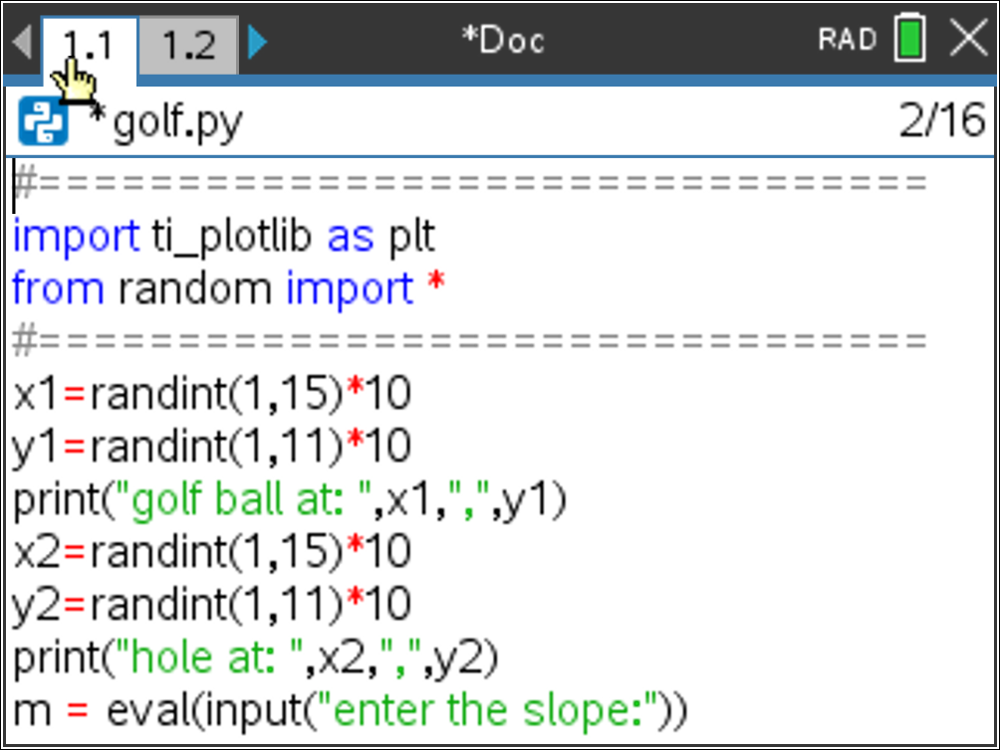 1.1 1.2 *Doc RAD
*golf.py 2/16
#================================
import ti_plotlib as plt
from random import *
#================================
x1=randint(1,15)*10
y1=randint(1,11)*10
print("golf ball at: ",x1,",",y1)
x2=randint(1,15)*10
y2=randint(1,11)*10
print("hole at: ",x2,",",y2)
m = eval(input("enter the slope:"))